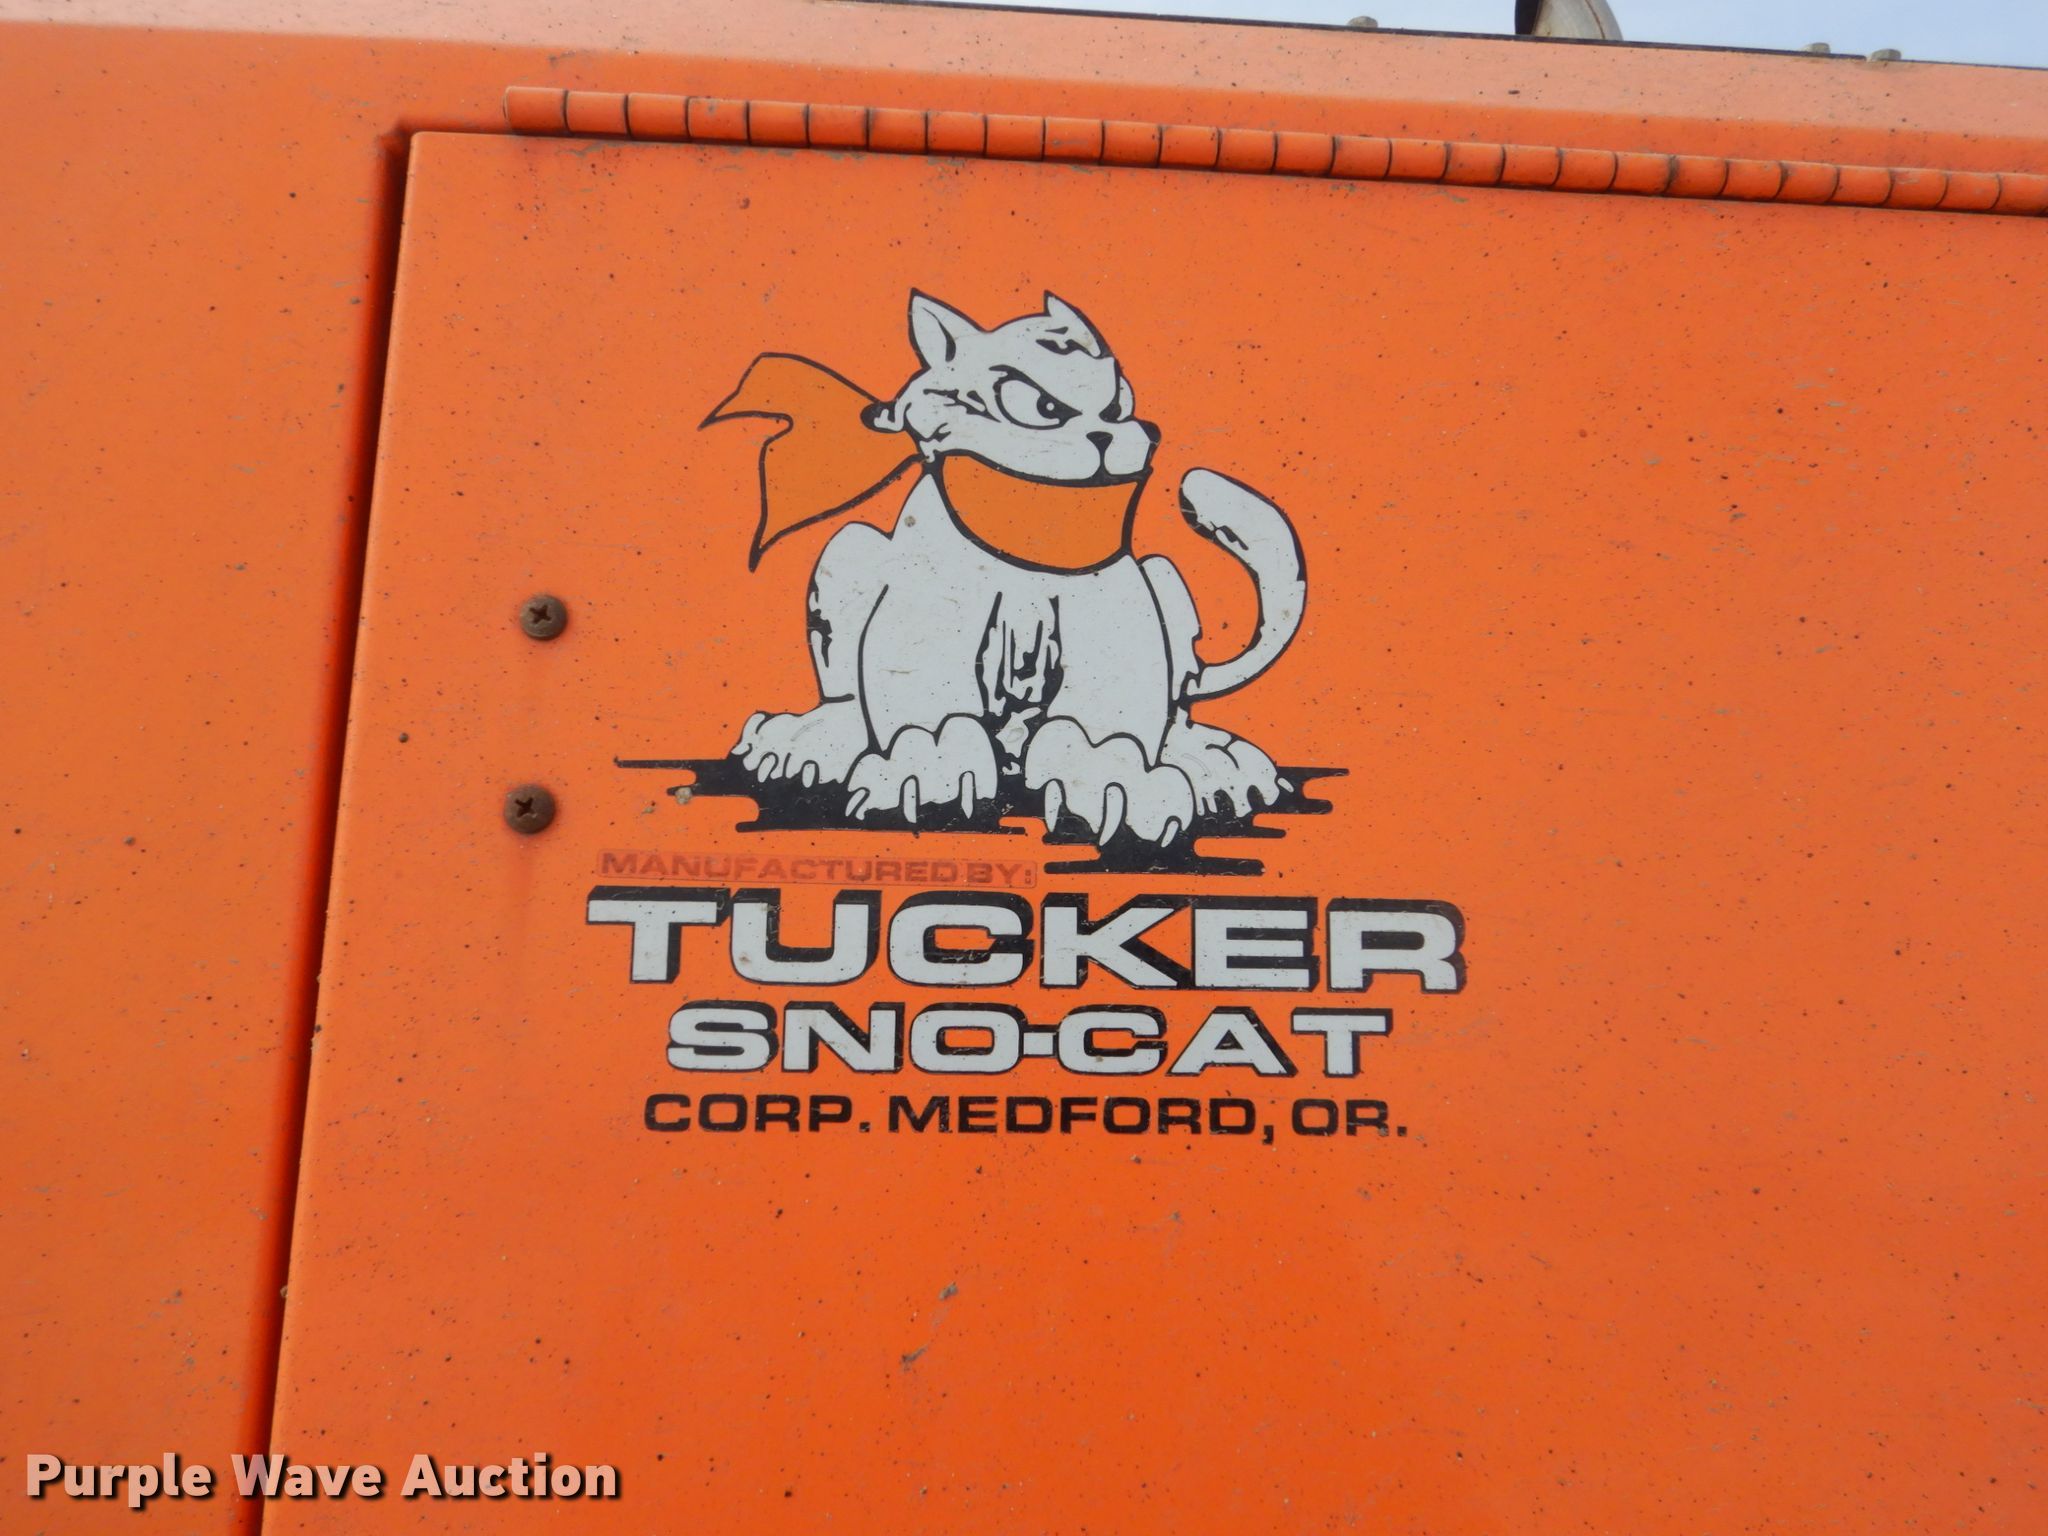 MANUFACTURED BY:
TUCKER
SNO-CAT
CORP. MEDFORD, OR.
Purple Wave Auction